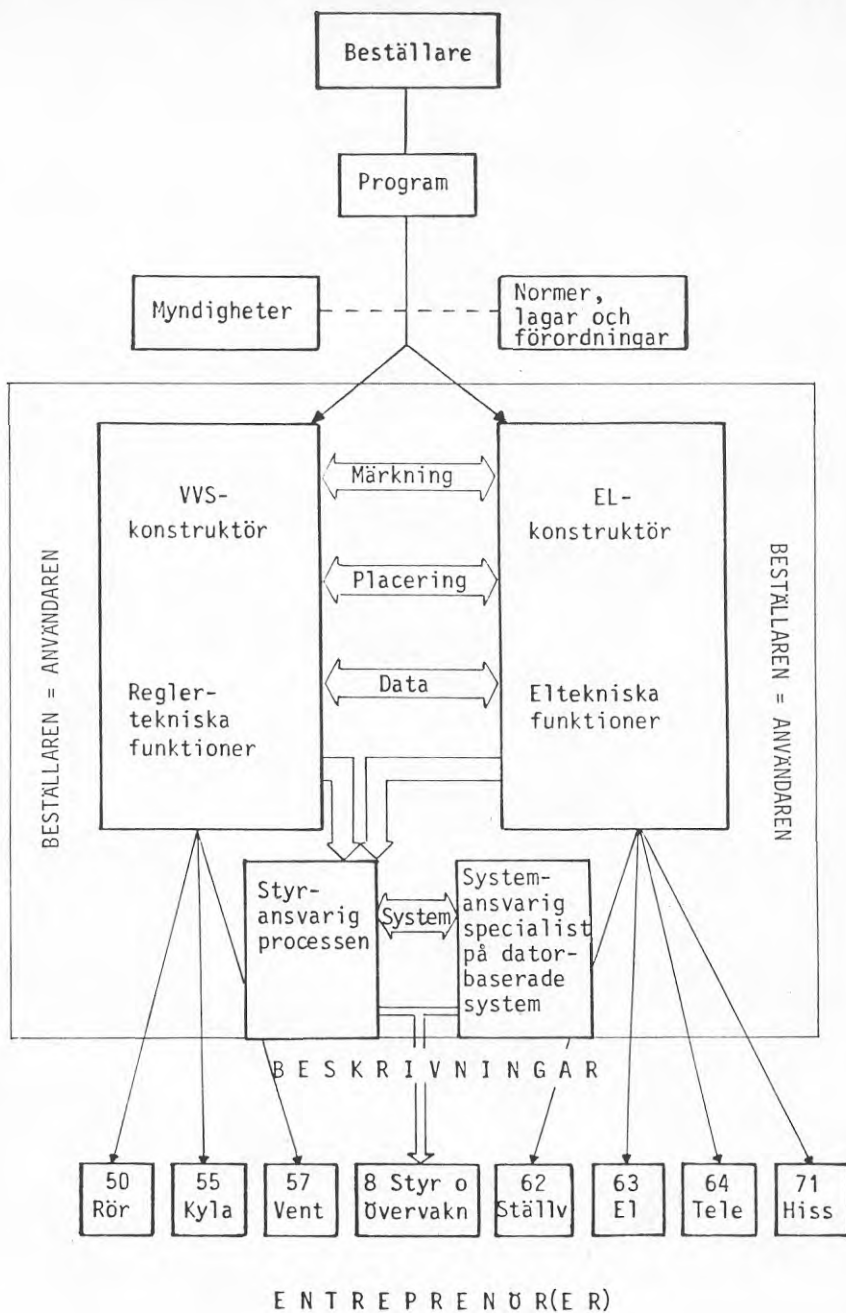 Beställare
Program
Myndigheter
Normer,
lagar och
förordningar
BESTÄLLAREN = ANVÄNDAREN
VVS-
konstruktör
Regler-
tekniska
funktioner
Märkning
Placering
Data
EL-
konstruktör
Eltekniska
funktioner
BESTÄLLAREN = ANVÄNDAREN
Styr-
ansvarig
processen
System
System-
ansvarig
specialist
på dator-
baserade
system
BESKRIVNINGAR
50
Rör
55
Kyla
57
Vent
8 Styr o
övervakn
62
Ställv
63
El
64
Tele
71
Hiss
ENTREPRENÖR(ER)